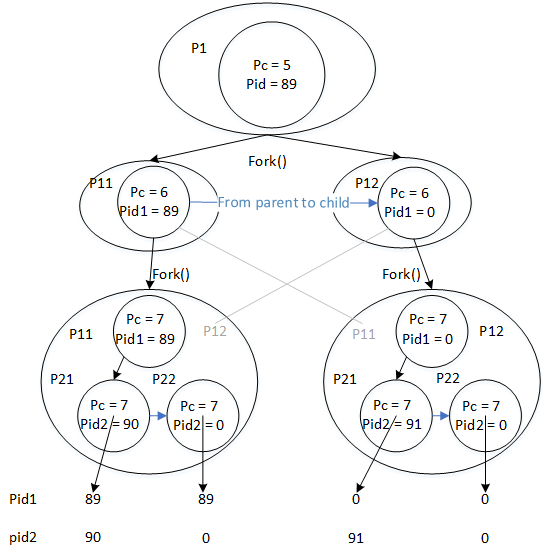 P1
Pc = 5
Pid = 89
Fork()
P11
Pc = 6
Pid1 = 89
From parent to child
P12
Pc = 6
Pid1 = 0
Fork()
Fork()
P11
Pc = 7
Pid1 = 89
P12
P11
Pc = 7
Pid1 = 0
P12
P21
P22
P21
P22
Pc = 7
Pid2 = 90
Pc = 7
Pid2 = 0
Pc = 7
Pid2 = 91
Pc = 7
Pid2 = 0
Pid1 89 89 0 0
pid2 90 0 91 0